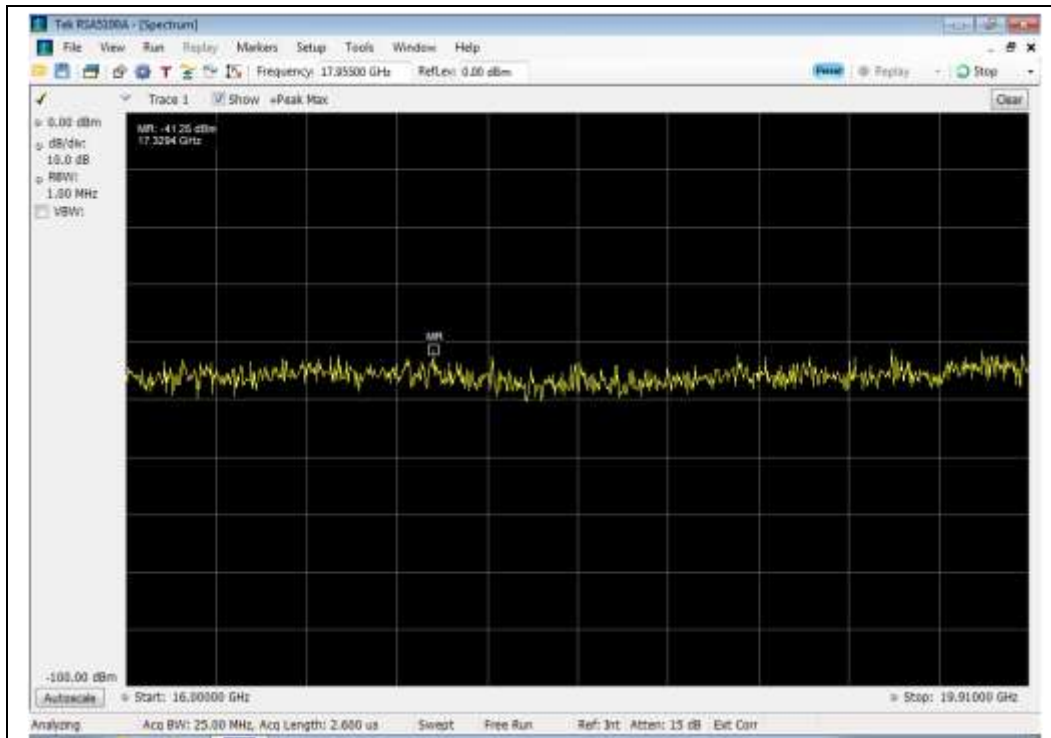 Tek RSA5100A - [Spectrum]
File View Run Replay Markers Setup Tools Window Help
Frequency: 17.95500 GHz RefLev: 0.00 dBm Preset Replay Stop
Trace 1 Show +Peak Max Clear
0.00 dBm
dB/div:
10.0 dB
RBW:
1.00 MHz
VBW:
MR: -41.25 dBm
17.3294 GHz
MR
-100.00 dBm
Autoscale Start: 16.00000 GHz Stop: 19.91000 GHz
Analyzing Acq BW: 25.00 MHz, Acq Length: 2.680 us Swept Free Run Ref: Int Atten: 15 dB Ext Corr